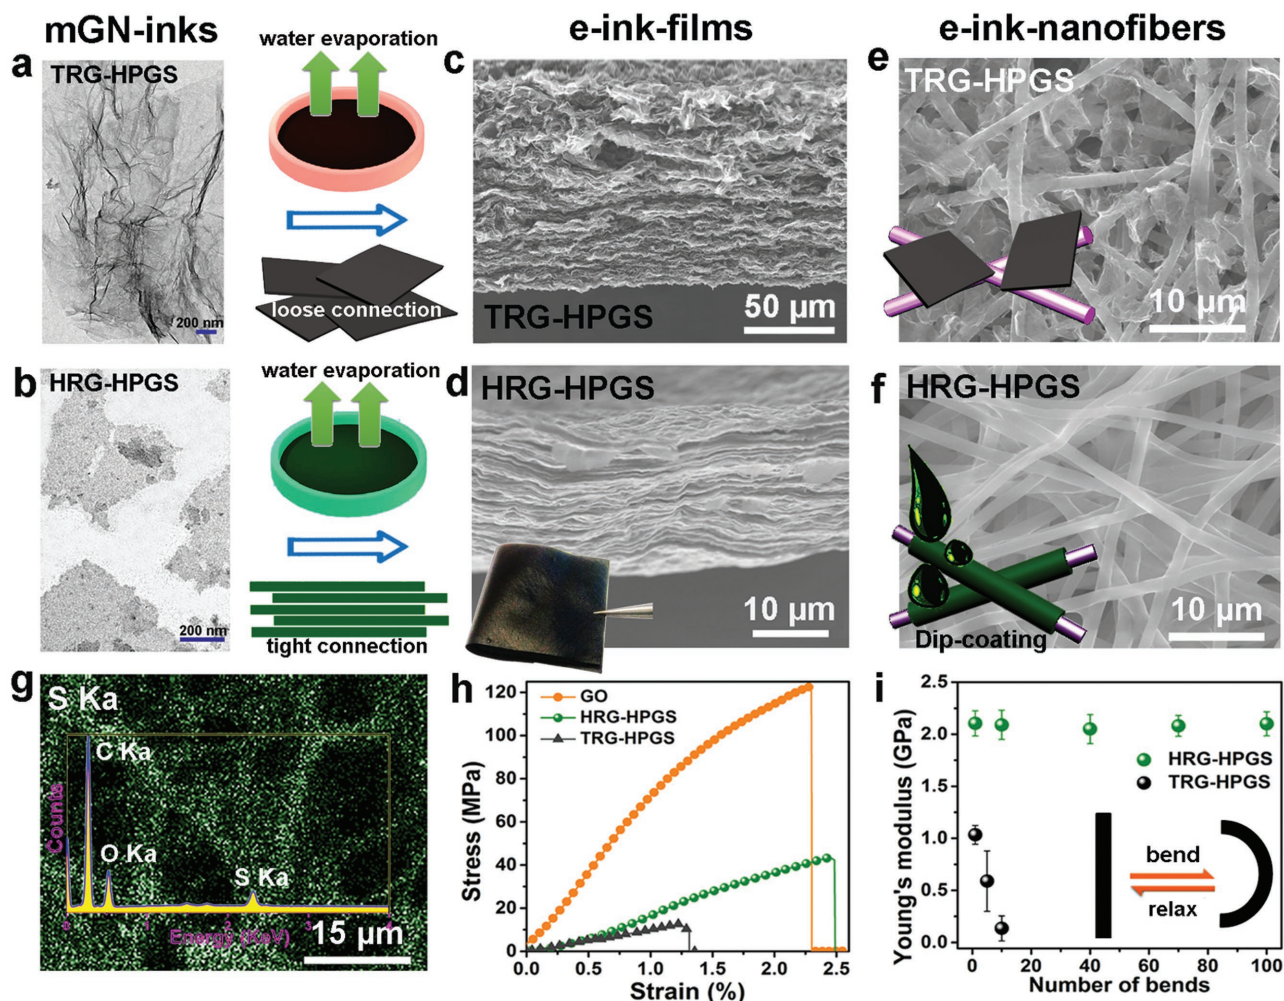 mGN-inks
e-ink-films
e-ink-nanofibers
a
TRG-HPGS
200 nm
water evaporation
loose connection
c
TRG-HPGS
50 μm
e
TRG-HPGS
10 μm
b
HRG-HPGS
200 nm
water evaporation
tight connection
d
HRG-HPGS
10 μm
f
HRG-HPGS
Dip-coating
10 μm
g
S Ka
C Ka
O Ka
S Ka
Counts
0
1
2
3
4
Energy (KeV)
15 μm
h
GO
HRG-HPGS
TRG-HPGS
120
100
80
60
40
20
0
Stress (MPa)
0.0
0.5
1.0
1.5
2.0
2.5
Strain (%)
i
2.5
2.0
1.5
1.0
0.5
0.0
Young's modulus (GPa)
HRG-HPGS
TRG-HPGS
bend
relax
0
20
40
60
80
100
Number of bends